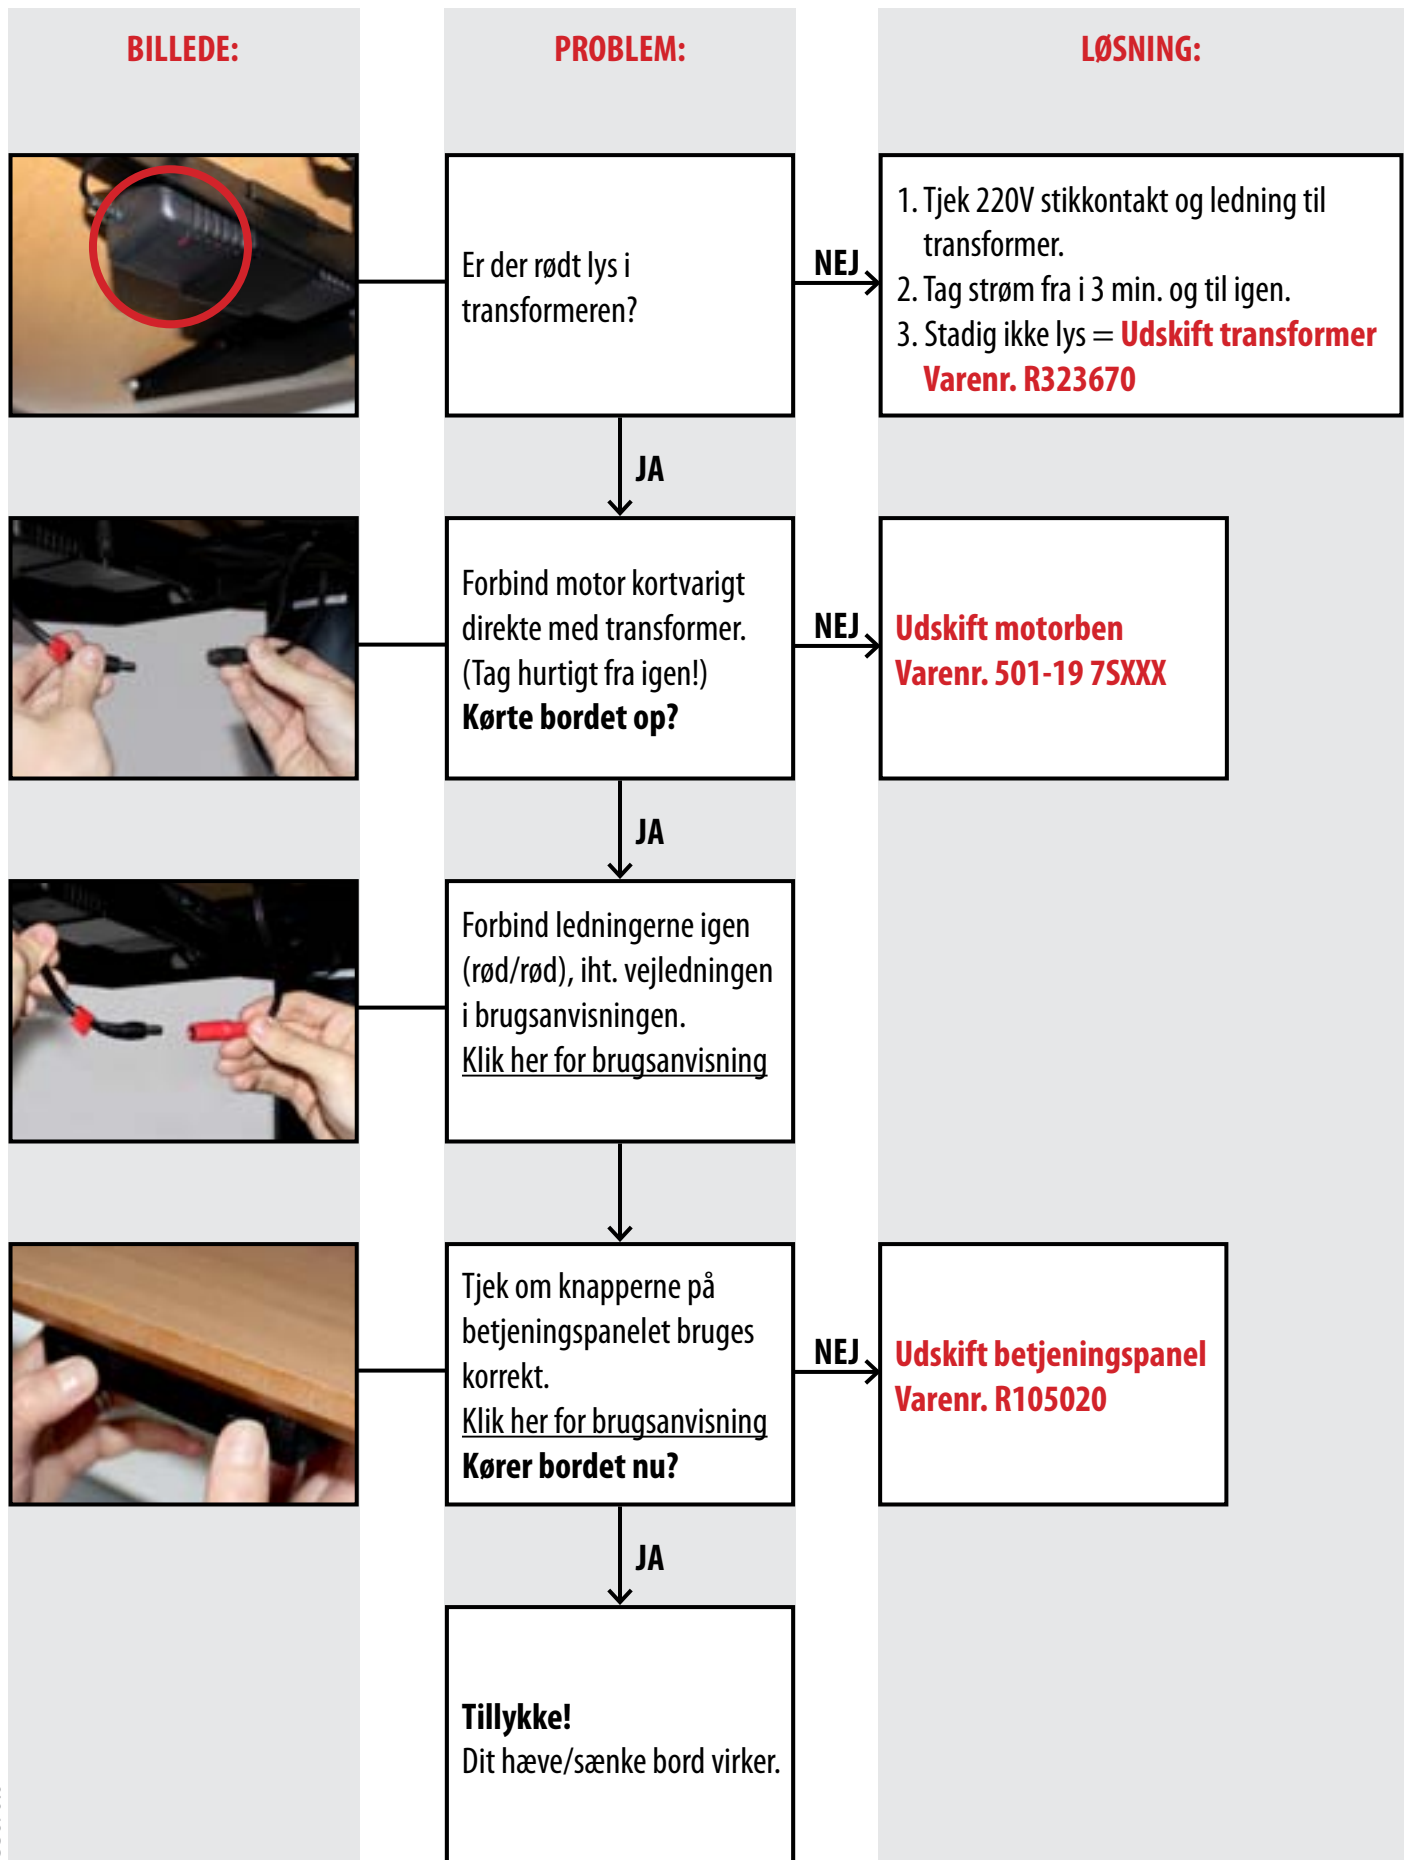 BILLEDE:
PROBLEM:
LØSNING:
Er der rødt lys i
transformeren?
NEJ
1. Tjek 220V stikkontakt og ledning til
transformer.
2. Tag strøm fra i 3 min. og til igen.
3. Stadig ikke lys = Udskift transformer
Varenr. R323670
JA
Forbind motor kortvarigt
direkte med transformer.
(Tag hurtigt fra igen!)
Kørte bordet op?
NEJ
Udskift motorben
Varenr. 501-19 7SXXX
JA
Forbind ledningerne igen
(rød/rød), iht. vejledningen
i brugsanvisningen.
Klik her for brugsanvisning
Tjek om knapperne på
betjeningspanelet bruges
korrekt.
Klik her for brugsanvisning
Kører bordet nu?
NEJ
Udskift betjeningspanel
Varenr. R105020
JA
Tillykke!
Dit hæve/sænke bord virker.